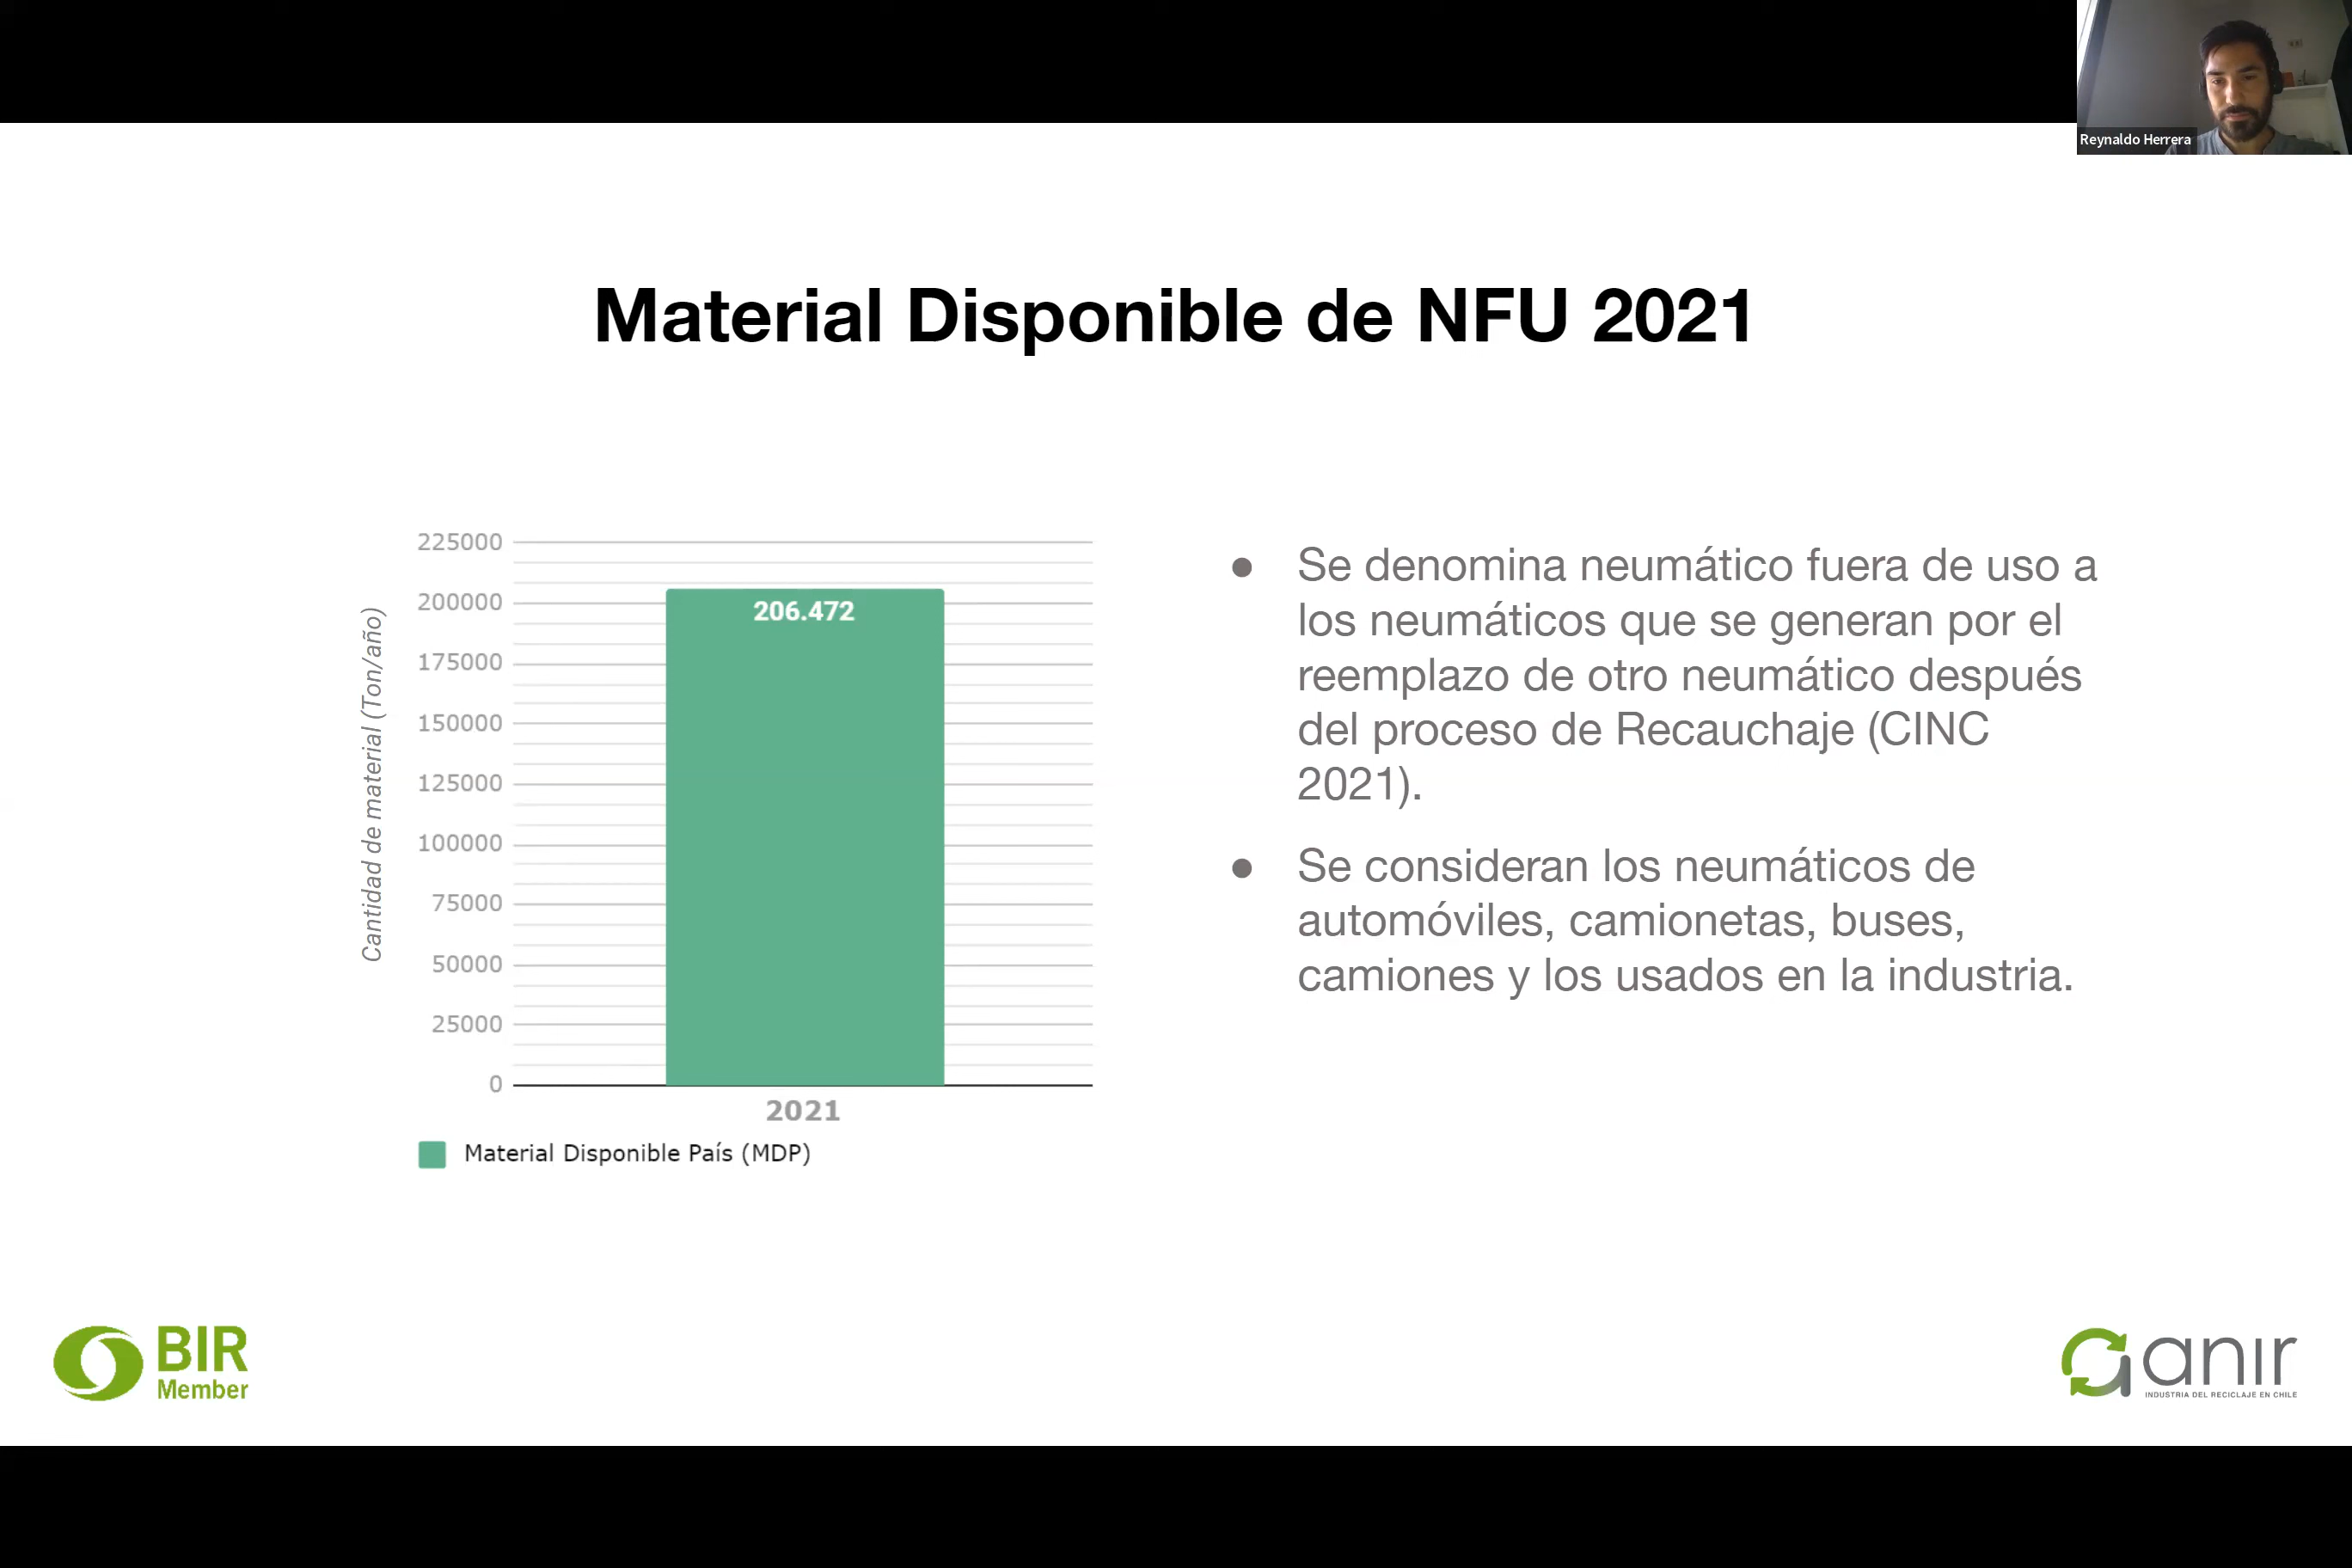 Reynaldo Herrera
Material Disponible de NFU 2021
Cantidad de material (Ton/año)
225000
200000
175000
150000
125000
100000
75000
50000
25000
0
206.472
2021
Material Disponible País (MDP)
● Se denomina neumático fuera de uso a
los neumáticos que se generan por el
reemplazo de otro neumático después
del proceso de Recauchaje (CINC
2021).
● Se consideran los neumáticos de
automóviles, camionetas, buses,
camiones y los usados en la industria.
BIR
Member
anir
INDUSTRIA DEL RECICLAJE EN CHILE